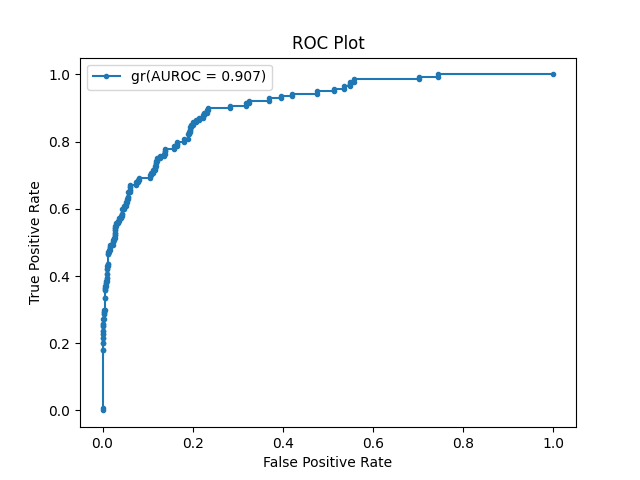 ROC Plot
gr(AUROC = 0.907)
1.0
0.8
0.6
0.4
0.2
0.0
True Positive Rate
0.0 0.2 0.4 0.6 0.8 1.0
False Positive Rate